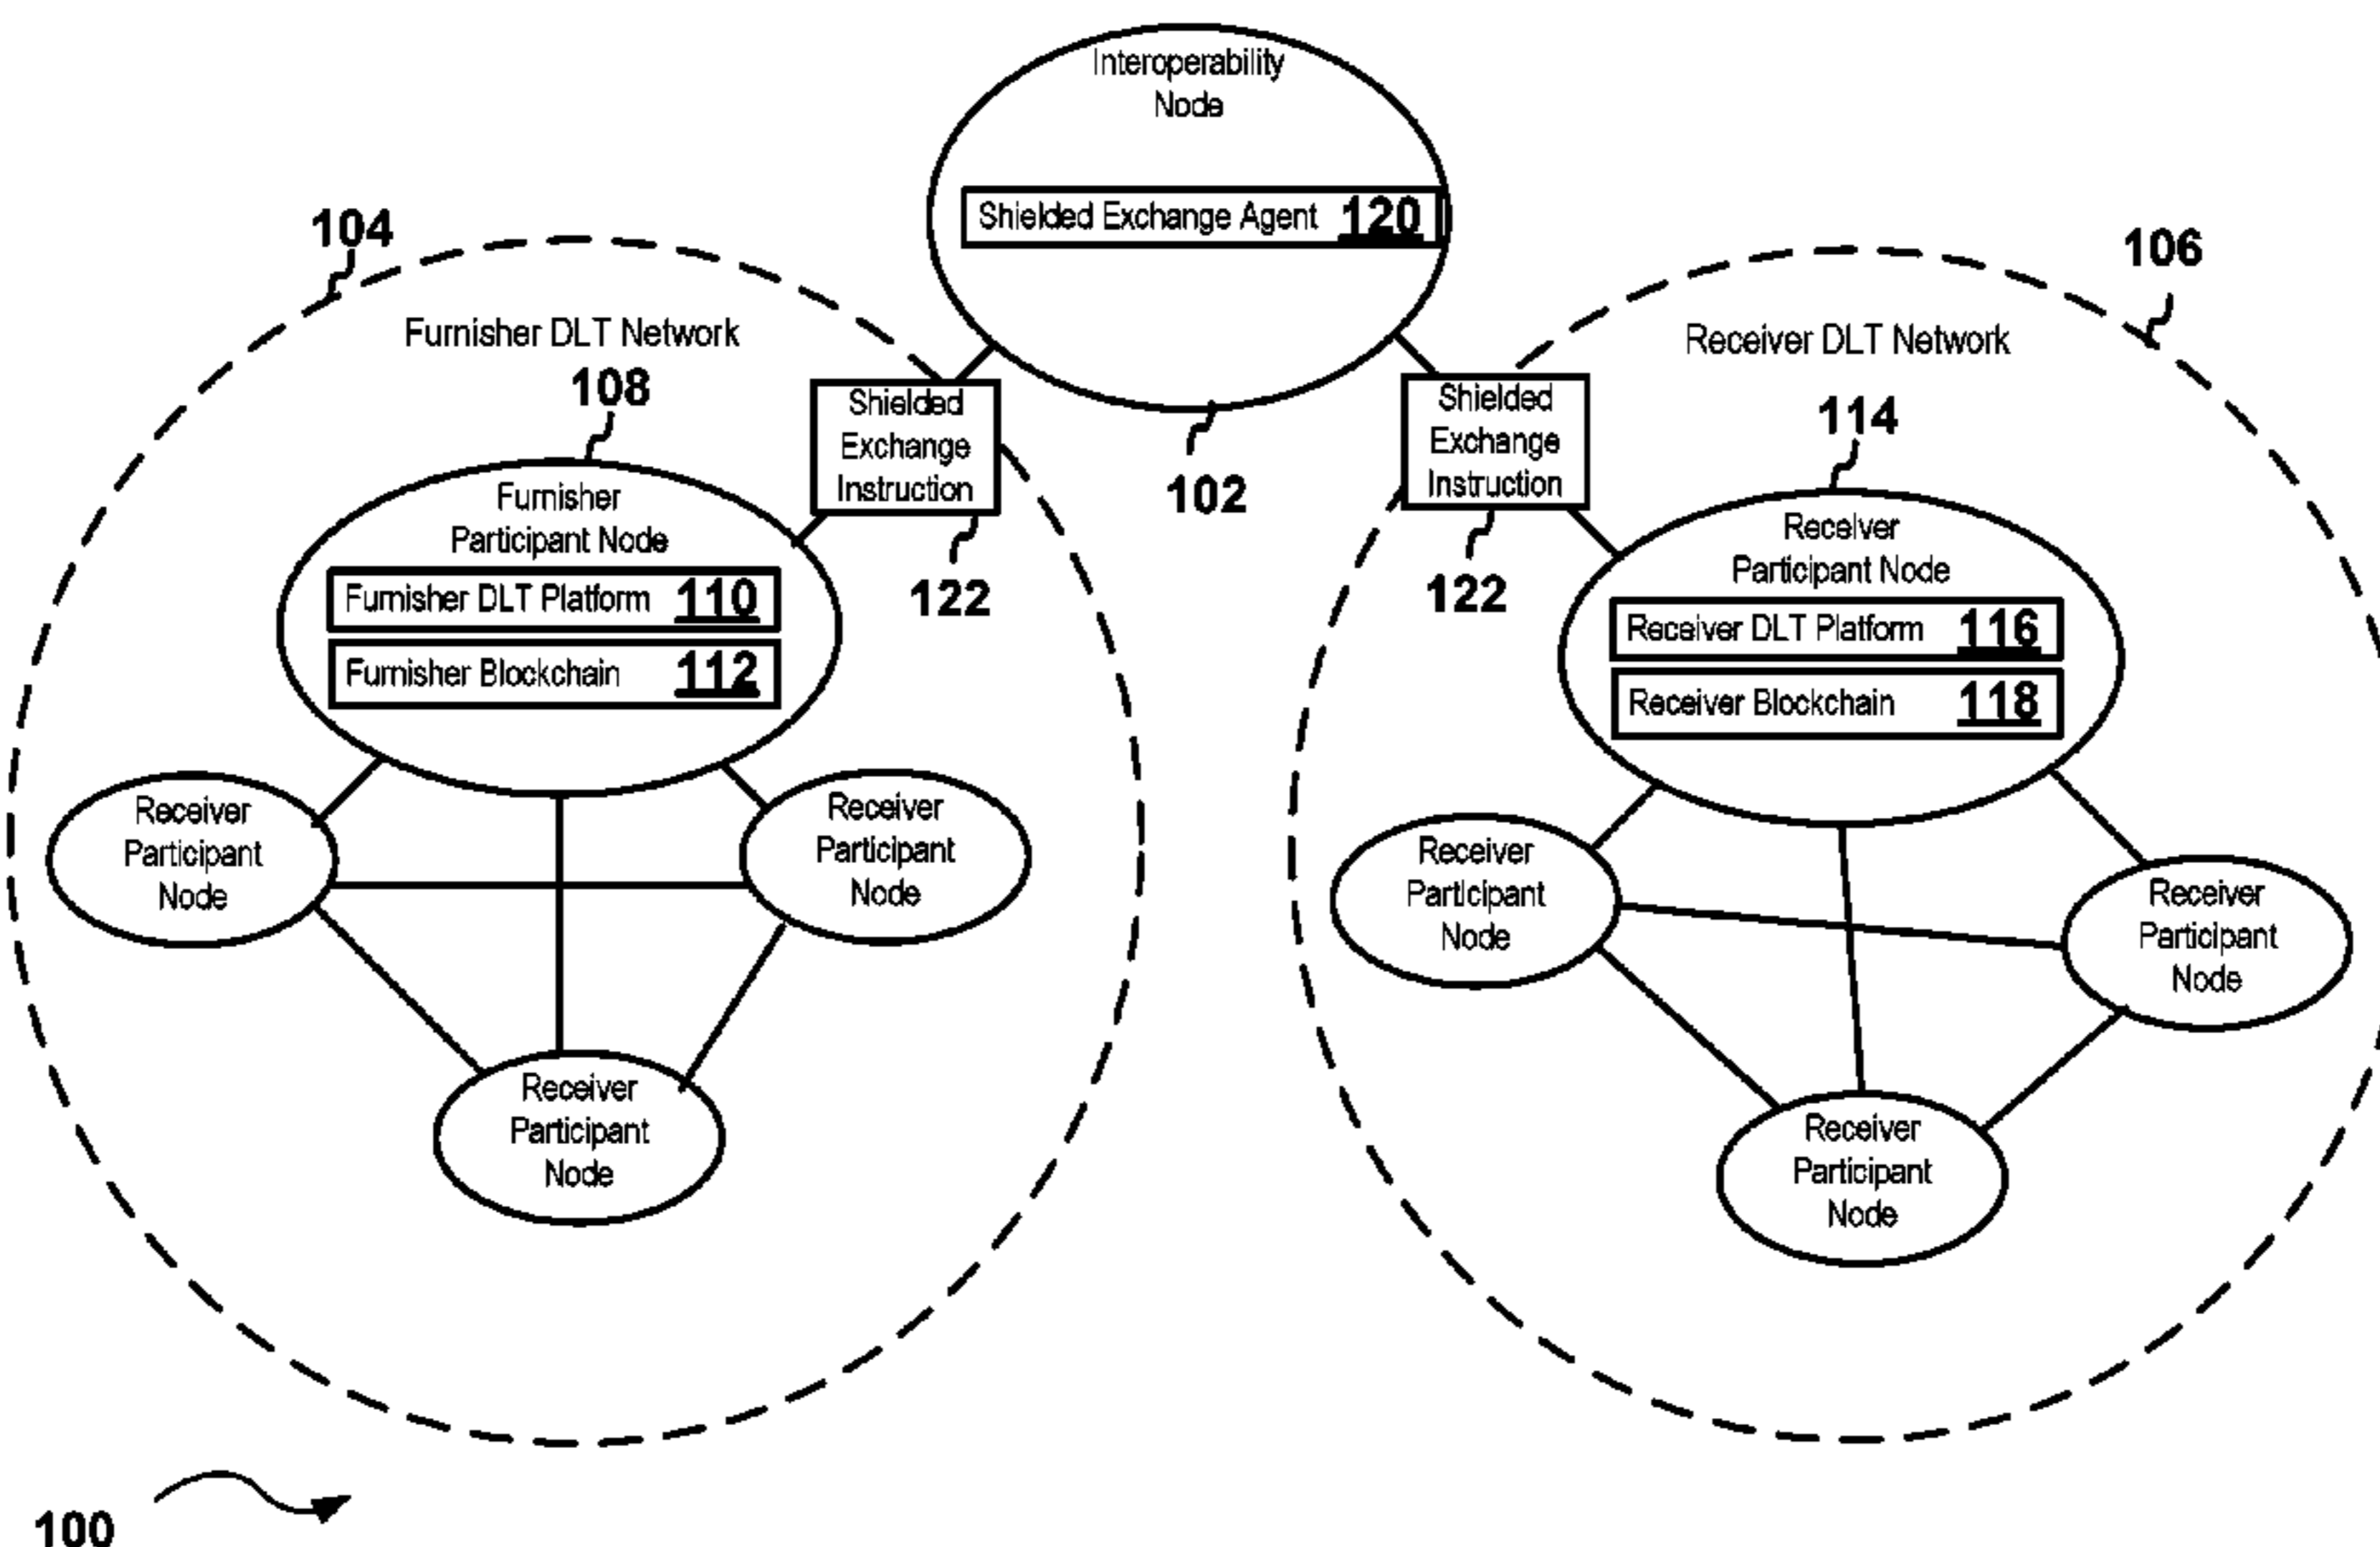 Interoperability
Node
Shielded Exchange Agent 120
104
106
Furnisher DLT Network
Receiver DLT Network
108
Shielded
Exchange
Instruction
Shielded
Exchange
Instruction
114
102
Furnisher
Participant Node
Furnisher DLT Platform 110
Furnisher Blockchain 112
122
122
Receiver
Participant Node
Receiver DLT Platform 116
Receiver Blockchain 118
Receiver
Participant
Node
Receiver
Participant
Node
Receiver
Participant
Node
Receiver
Participant
Node
Receiver
Participant
Node
Receiver
Participant
Node
100